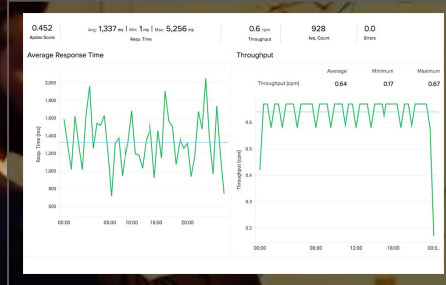 0.452
Apdex Score
Avg: 1,337 ms | Min: 1 ms | Max: 5,256 ms
Resp. Time
0.6 cpm
Throughput
928
Req. Count
0.0
Errors
Average Response Time
Resp. Time (ms)
2,000
1,800
1,600
1,400
1,200
1,000
800
600
00:00
05:00
10:00
15:00
20:00
Throughput
Average Minimum Maximum
Throughput (cpm) 0.64 0.17 0.67
Throughput (cpm)
0.6
0.5
0.4
0.3
0.2
00:00
06:00
12:00
18:00
00:0..